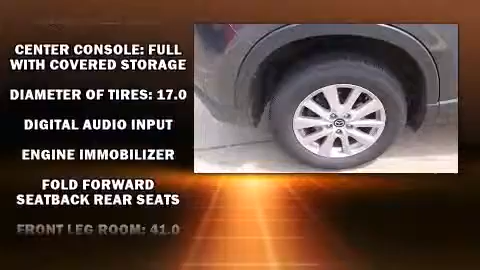 CENTER CONSOLE: FULL
WITH COVERED STORAGE
DIAMETER OF TIRES: 17.0
DIGITAL AUDIO INPUT
ENGINE IMMOBILIZER
FOLD FORWARD
SEATBACK REAR SEATS
FRONT LEG ROOM: 41.0